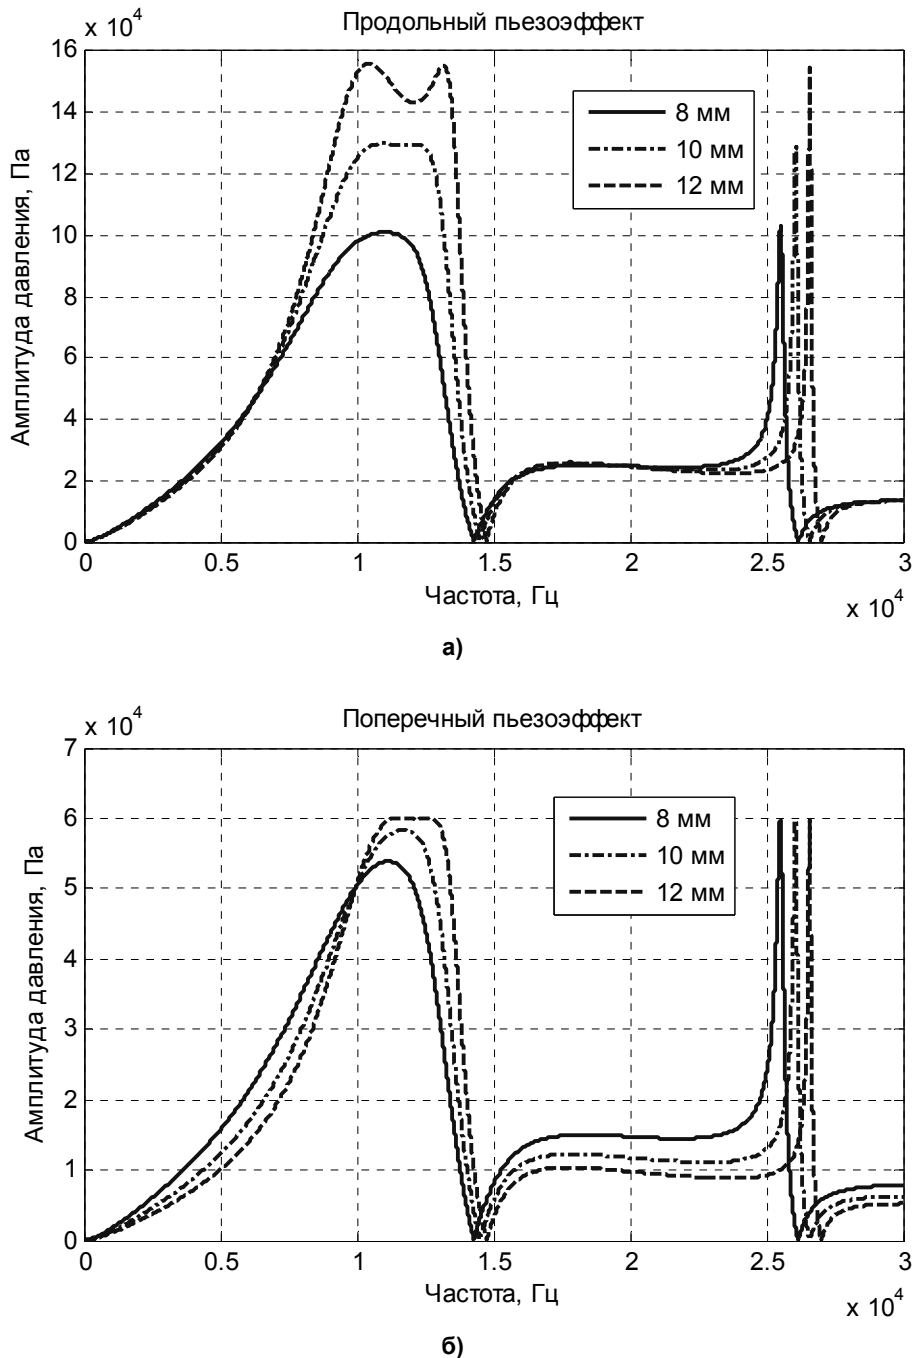 x 10^4
Продольный пьезоэффект
16
14
12
10
8
6
4
2
0
Амплитуда давления, Па
8 мм
10 мм
12 мм
0 0.5 1 1.5 2 2.5 3
Частота, Гц
x 10^4
а)
x 10^4
Поперечный пьезоэффект
7
6
5
4
3
2
1
0
Амплитуда давления, Па
8 мм
10 мм
12 мм
0 0.5 1 1.5 2 2.5 3
Частота, Гц
x 10^4
б)